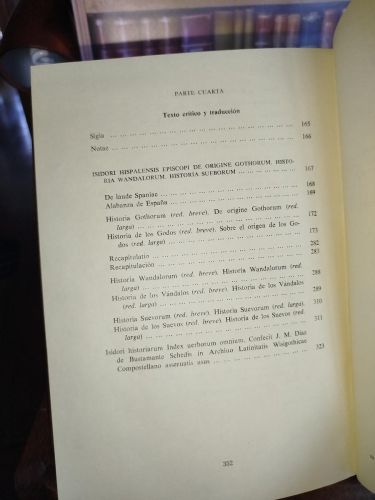 PARTE CUARTA
Texto crítico y traducción
Sigla ... 165
Notae ... 166
ISIDORI HISPALENSIS EPISCOPI DE ORIGINE GOTHORUM. HISTO-
RIA WANDALORUM. HISTORIA SUEBORUM ... 167
De laude Spaniae ... 168
Alabanza de España ... 169
Historia Gothorum (red. breve). De origine Gothorum (red.
larga) ... 172
Historia de los Godos (red. breve). Sobre el origen de los Go-
dos (red. larga) ... 173
Recapitulatio ... 282
Recapitulación ... 283
Historia Wandalorum (red. breve), Historia Wandalorum (red.
larga) ... 288
Historia de los Vándalos (red. breve). Historia de los Vándalos
(red. larga) ... 289
Historia Suevorum (red. breve), Historia Suevorum (red. larga). 310
Historia de los Suevos (red. breve). Historia de los Suevos (red.
larga) ... 311
Isidori historiarum Index uerborum omnium. Confecit J. M. Díaz
de Bustamante Schedis in Archiuo Latinitatis Wisigothicae
Compostellano asseruatis usus ... 323
352